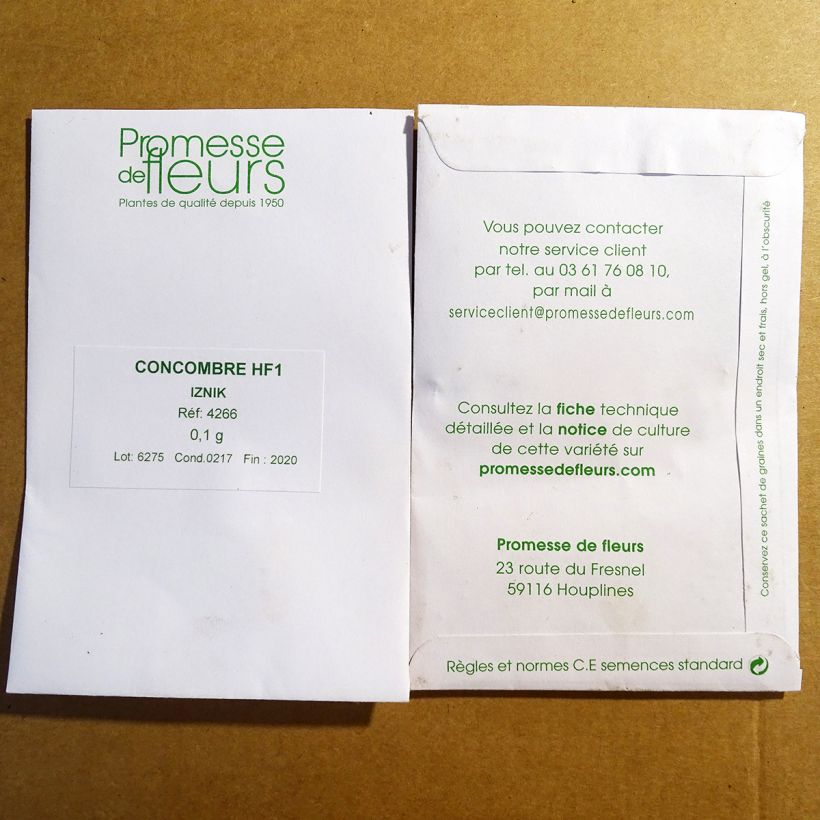 Promesse
de fleurs
Plantes de qualité depuis 1950
CONCOMBRE HF1
IZNIK
Réf: 4266
0,1 g
Lot: 6275 Cond.0217 Fin : 2020
Vous pouvez contacter
notre service client
par tel. au 03 61 76 08 10,
par mail à
serviceclient@promessedefleurs.com
Consultez la fiche technique
détaillée et la notice de culture
de cette variété sur
promessedefleurs.com
Promesse de fleurs
23 route du Fresnel
59116 Houplines
Règles et normes C.E semences standard
Conservez ce sachet de graines dans un endroit sec et frais, hors gel, à l'obscurité